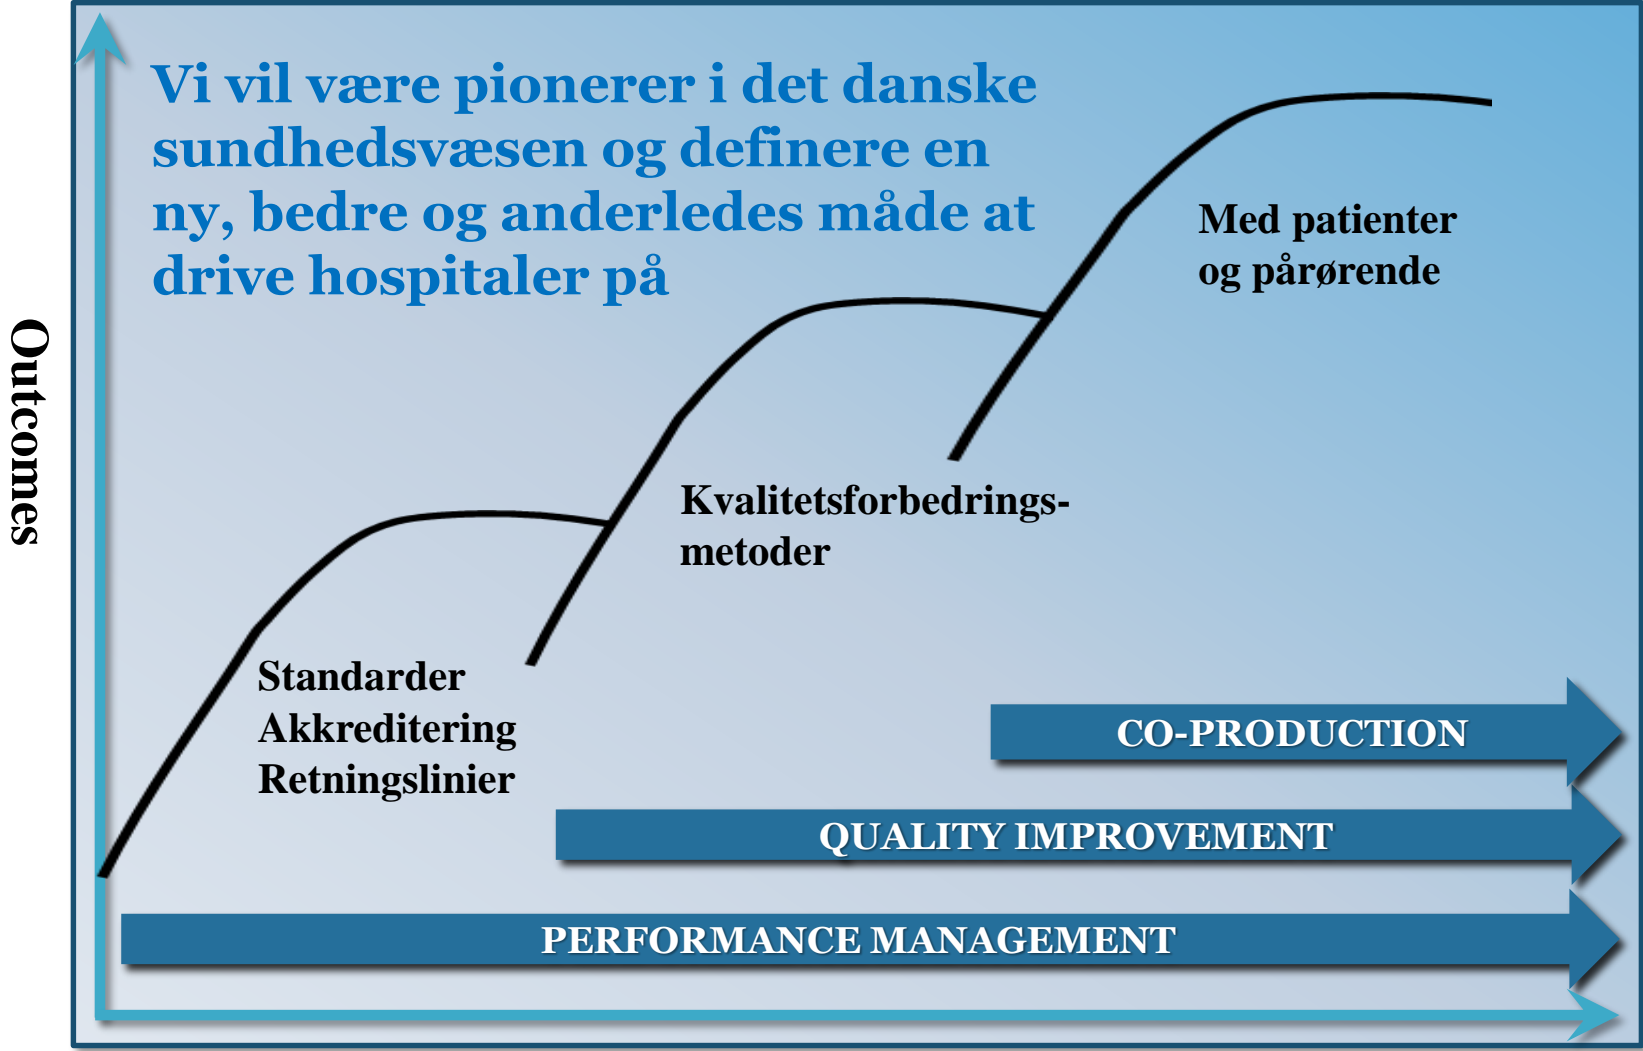 Vi vil være pionerer i det danske
sundhedsvæsen og definere en
ny, bedre og anderledes måde at
drive hospitaler på
Med patienter
og pårørende
Outcomes
Kvalitetsforbedrings-
metoder
Standarder
Akkreditering
Retningslinier
CO-PRODUCTION
QUALITY IMPROVEMENT
PERFORMANCE MANAGEMENT